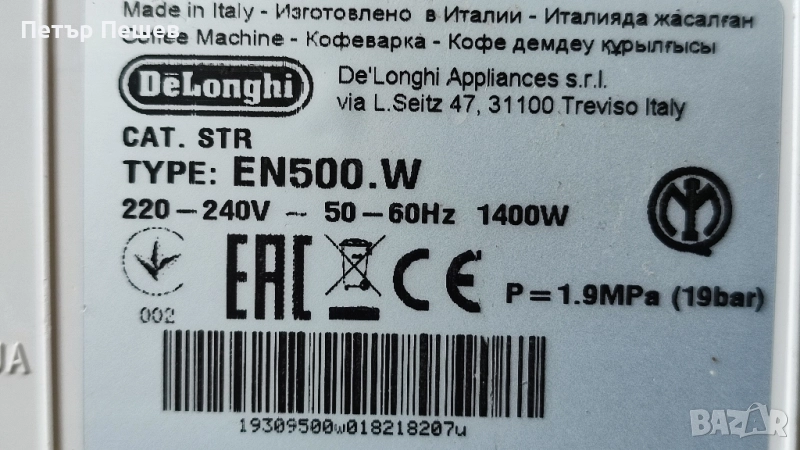 Made in Italy - Изготовлено в Италии - Италияда жасалған
Петър Пешев
Coffee Machine - Кофеварка - Кофе демдеу құрылғысы
DeLonghi
De'Longhi Appliances s.r.l.
via L.Seitz 47, 31100 Treviso Italy
CAT. STR
TYPE: EN500.W
220-240V ~ 50-60Hz 1400W
002
EAC
CE
P=1.9MPa (19bar)
UA
19309500w018218207u
BAZAR